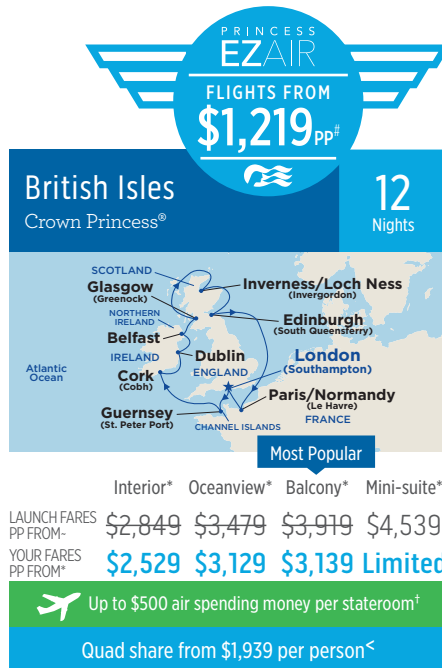 PRINCESS
EZAIR
FLIGHTS FROM
$1,219 PP#
British Isles
Crown Princess®
12
Nights
SCOTLAND
Glasgow
(Greenock)
Inverness/Loch Ness
(Invergordon)
NORTHERN
IRELAND
Edinburgh
(South Queensferry)
Belfast
IRELAND
Dublin
ENGLAND
London
(Southampton)
Atlantic
Ocean
Cork
(Cobh)
Paris/Normandy
(Le Havre)
Guernsey
(St. Peter Port)
CHANNEL ISLANDS
FRANCE
Most Popular
Interior* Oceanview* Balcony* Mini-suite*
LAUNCH FARES
PP FROM~
$2,849 $3,479 $3,919 $4,539
YOUR FARES
PP FROM*
$2,529 $3,129 $3,139 Limited
Up to $500 air spending money per stateroom†
Quad share from $1,939 per person<